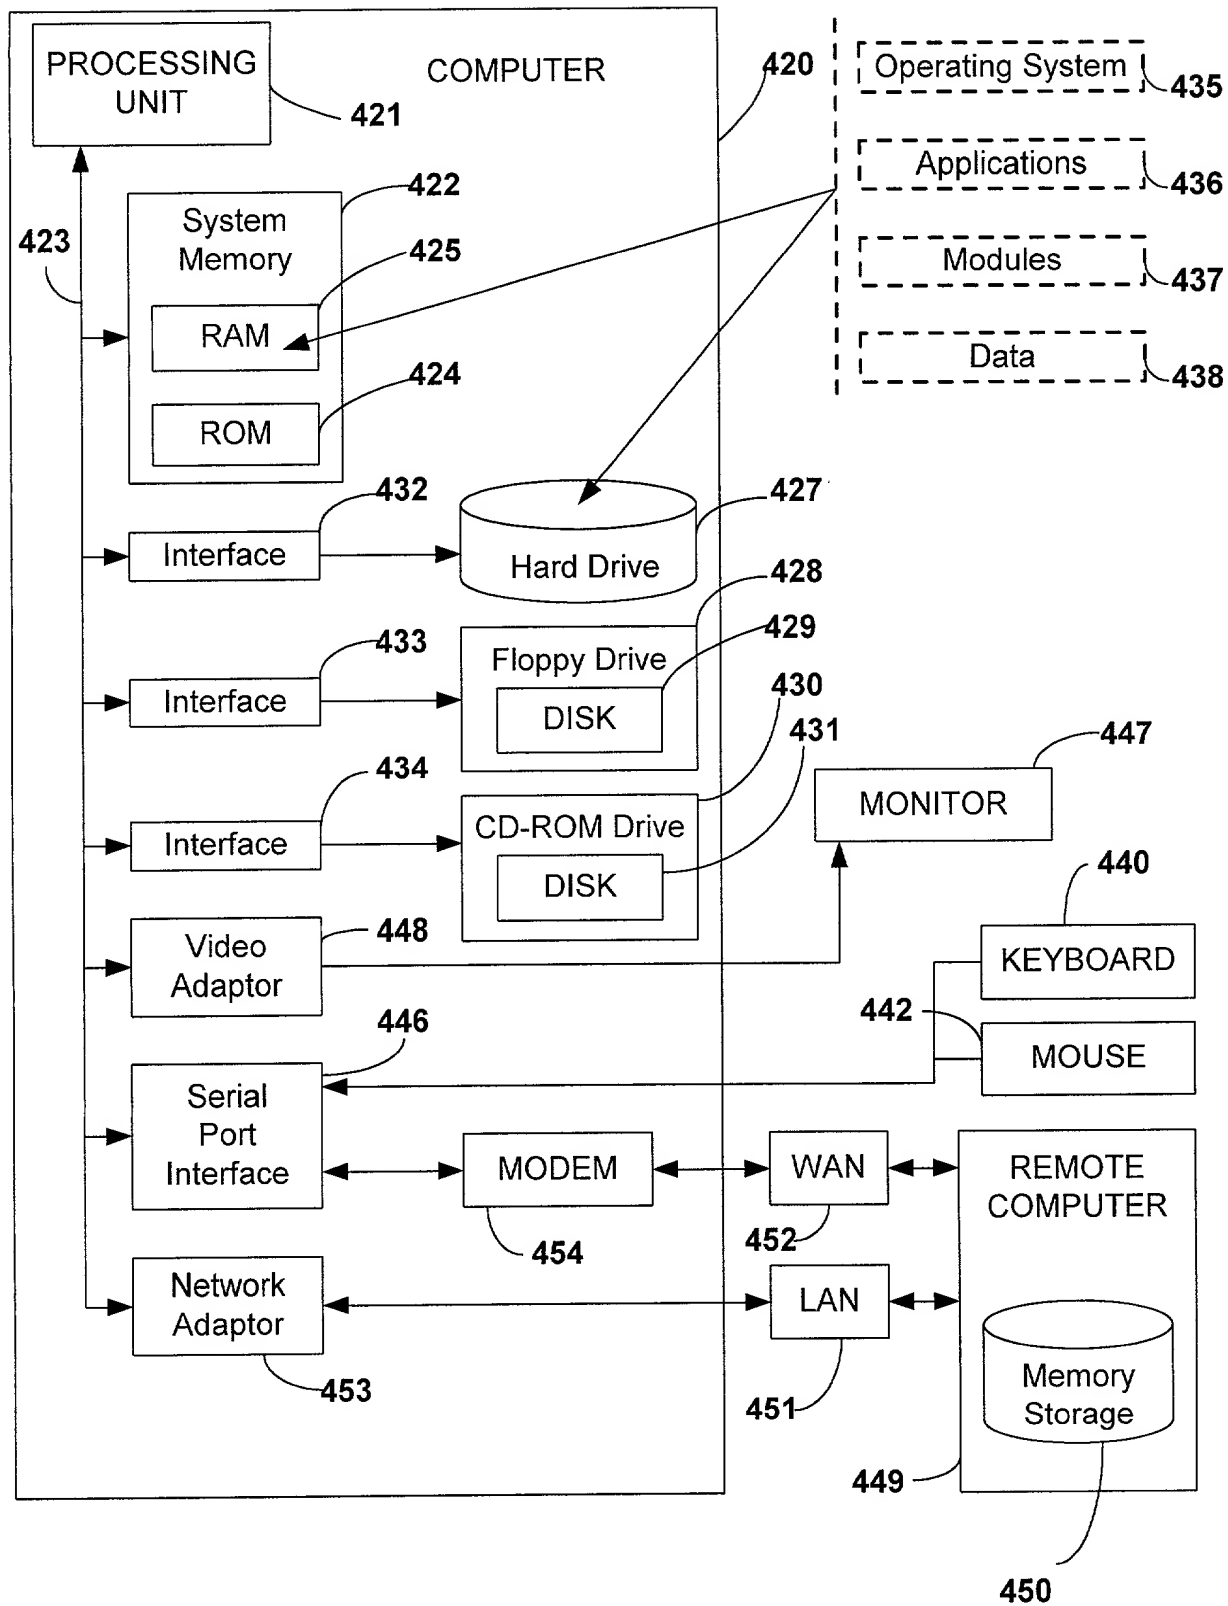 PROCESSING
UNIT
421
COMPUTER
420
Operating System
435
Applications
436
Modules
437
Data
438
423
System
Memory
422
425
RAM
424
ROM
432
Interface
427
Hard Drive
433
Interface
428
429
Floppy Drive
DISK
434
Interface
430
431
CD-ROM Drive
DISK
447
MONITOR
448
Video
Adaptor
440
KEYBOARD
442
MOUSE
446
Serial
Port
Interface
MODEM
454
WAN
452
REMOTE
COMPUTER
Network
Adaptor
453
LAN
451
Memory
Storage
449
450